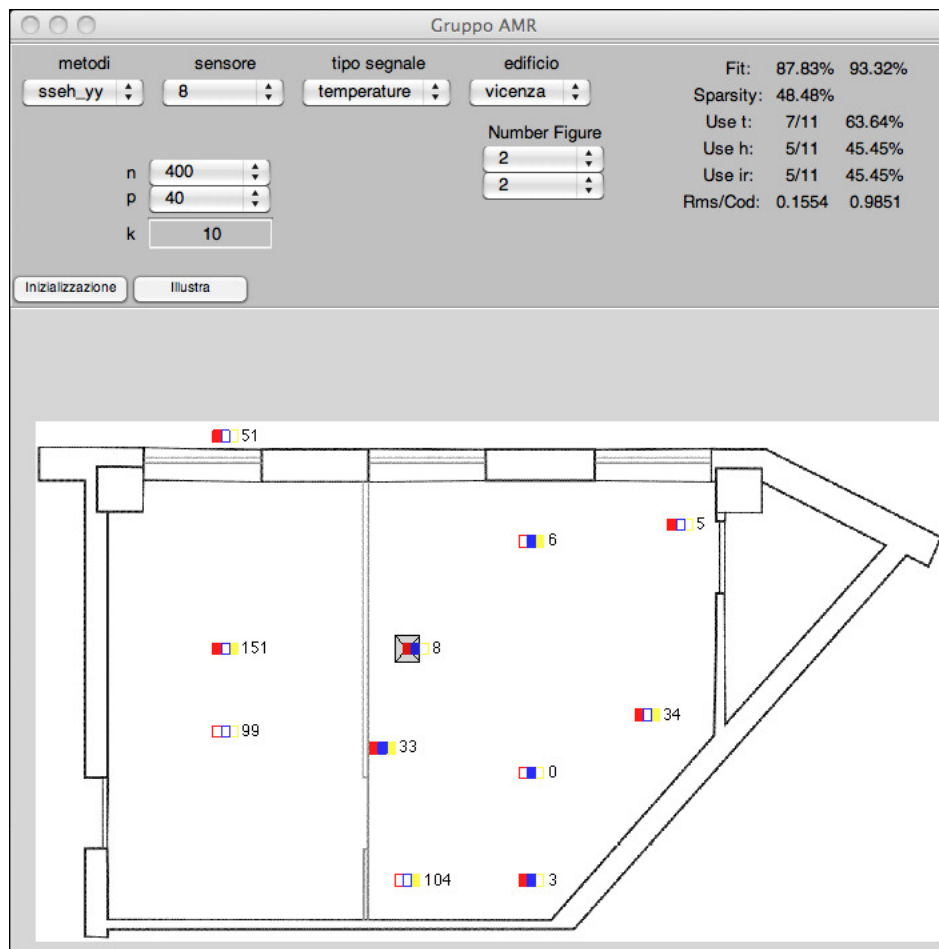 Gruppo AMR
metodi sensore tipo segnale edificio
sseh_yy 8 temperature vicenza
Fit: 87.83% 93.32%
Sparsity: 48.48%
Use t: 7/11 63.64%
Use h: 5/11 45.45%
Use ir: 5/11 45.45%
Rms/Cod: 0.1554 0.9851
Number Figure
2
2
n 400
p 40
k 10
Inizializzazione Illustra
51
5
6
151
8
34
99
33
0
104
3